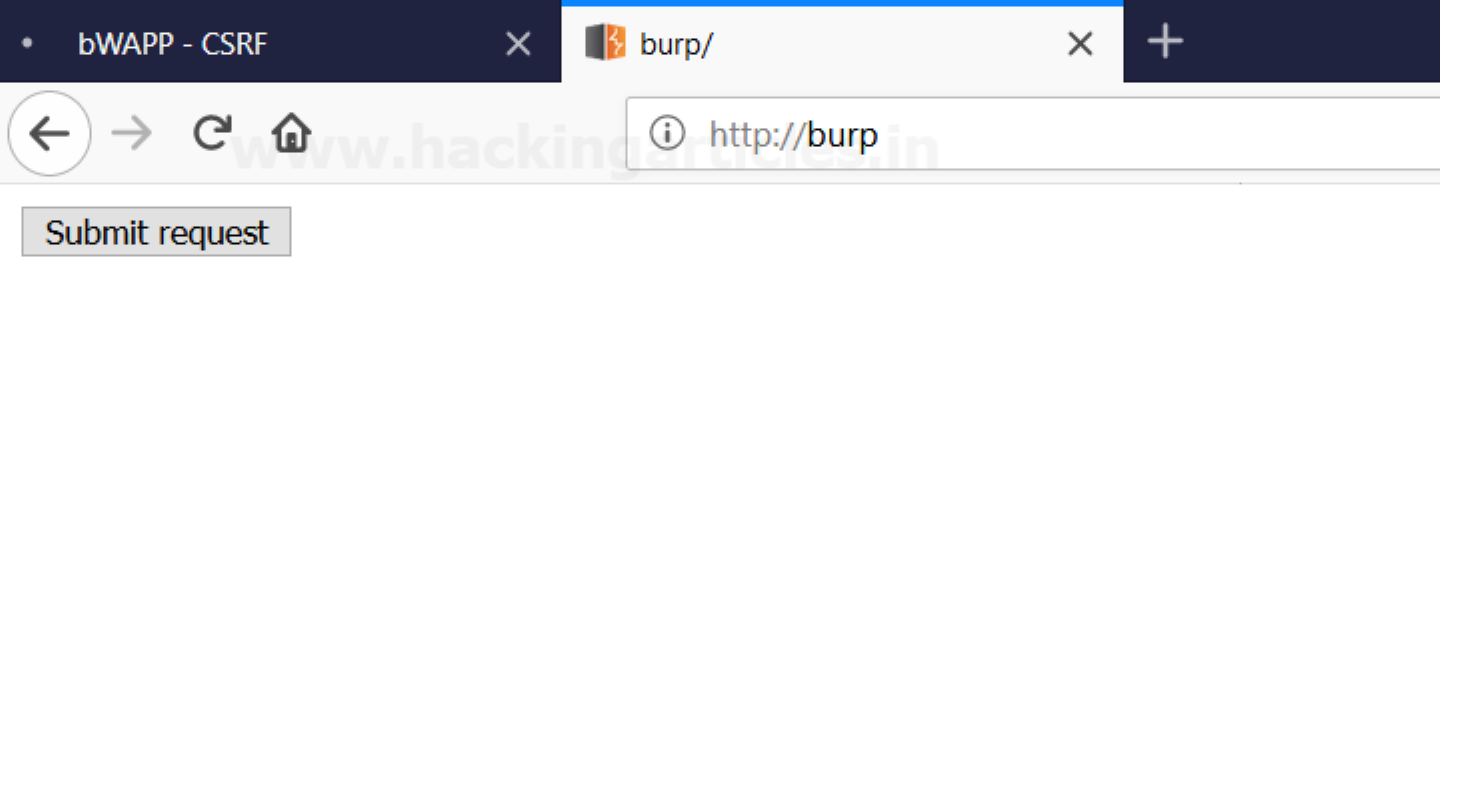 bWAPP - CSRF
burp/
http://burp
www.hackingarticles.in
Submit request